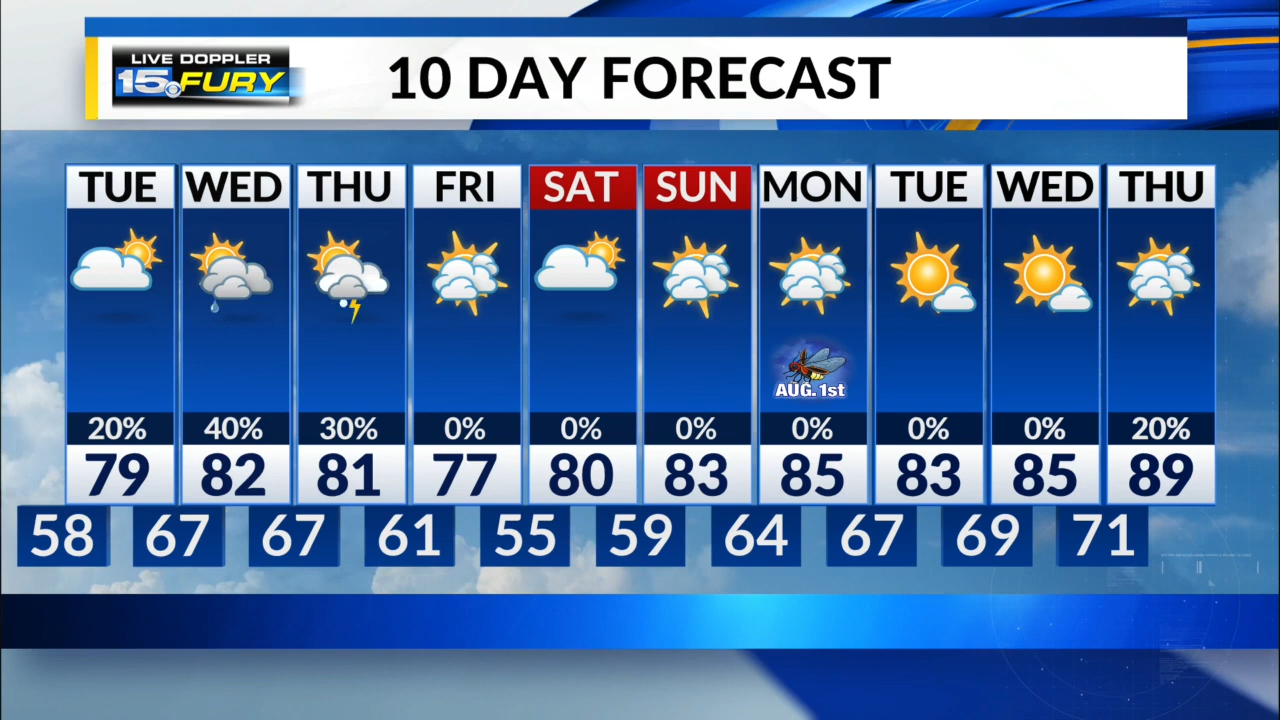 LIVE DOPPLER
15 FURY
10 DAY FORECAST
TUE WED THU FRI SAT SUN MON TUE WED THU
AUG. 1st
20% 40% 30% 0% 0% 0% 0% 0% 0% 20%
79 82 81 77 80 83 85 83 85 89
58 67 67 61 55 59 64 67 69 71